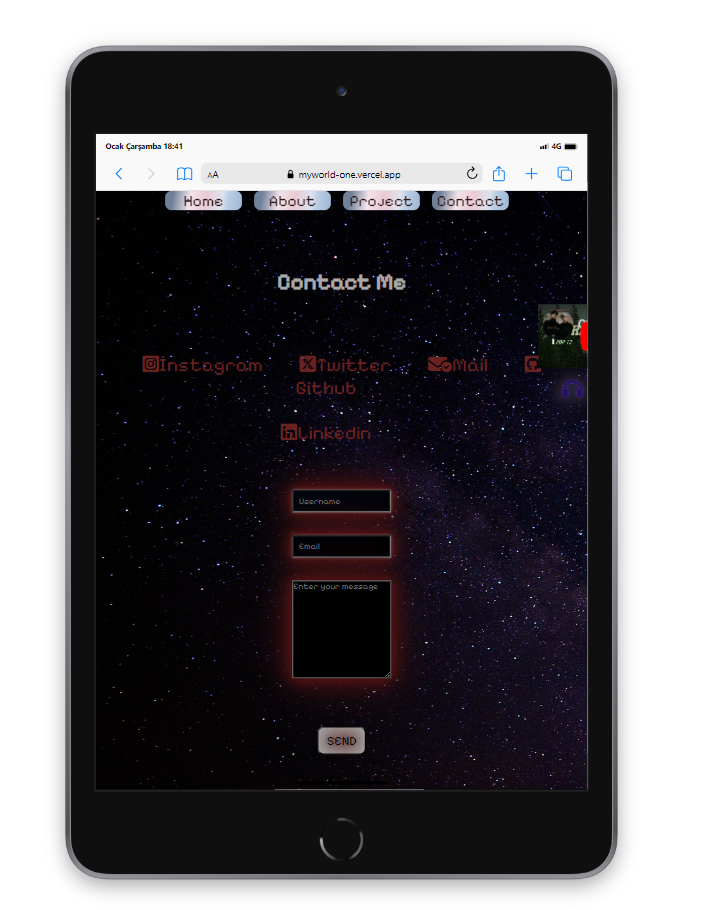 Ocak Çarşamba 18:41
4G
AA
myworld-one.vercel.app
Home About Project Contact
Contact Me
Instagram Twitter Mail
Github
Linkedin
Username
Email
Enter your message
SEND